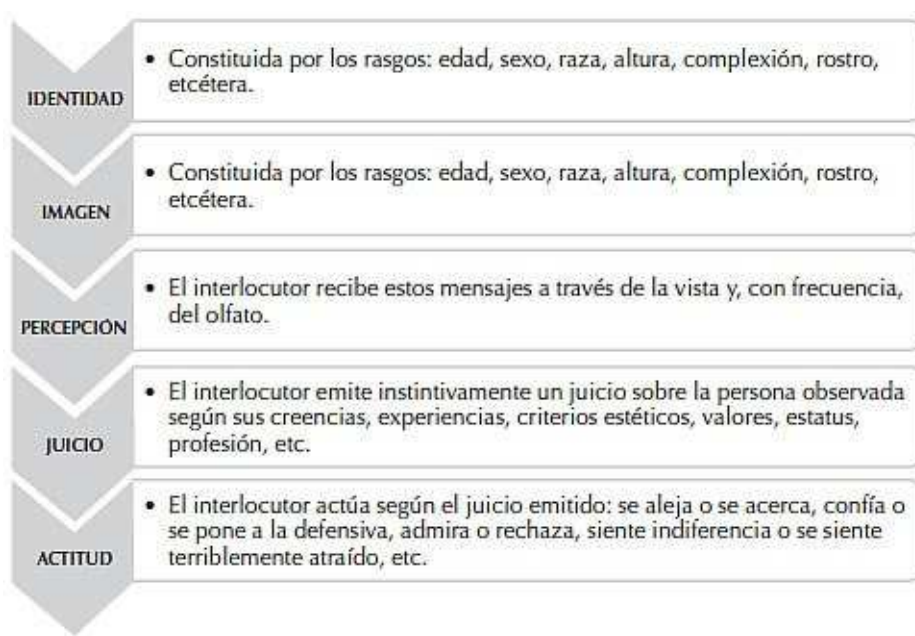 IDENTIDAD
• Constituida por los rasgos: edad, sexo, raza, altura, complexión, rostro,
etcétera.
IMAGEN
• Constituida por los rasgos: edad, sexo, raza, altura, complexión, rostro,
etcétera.
PERCEPCIÓN
• El interlocutor recibe estos mensajes a través de la vista y, con frecuencia,
del olfato.
JUICIO
• El interlocutor emite instintivamente un juicio sobre la persona observada
según sus creencias, experiencias, criterios estéticos, valores, estatus,
profesión, etc.
ACTITUD
• El interlocutor actúa según el juicio emitido: se aleja o se acerca, confía o
se pone a la defensiva, admira o rechaza, siente indiferencia o se siente
terriblemente atraído, etc.